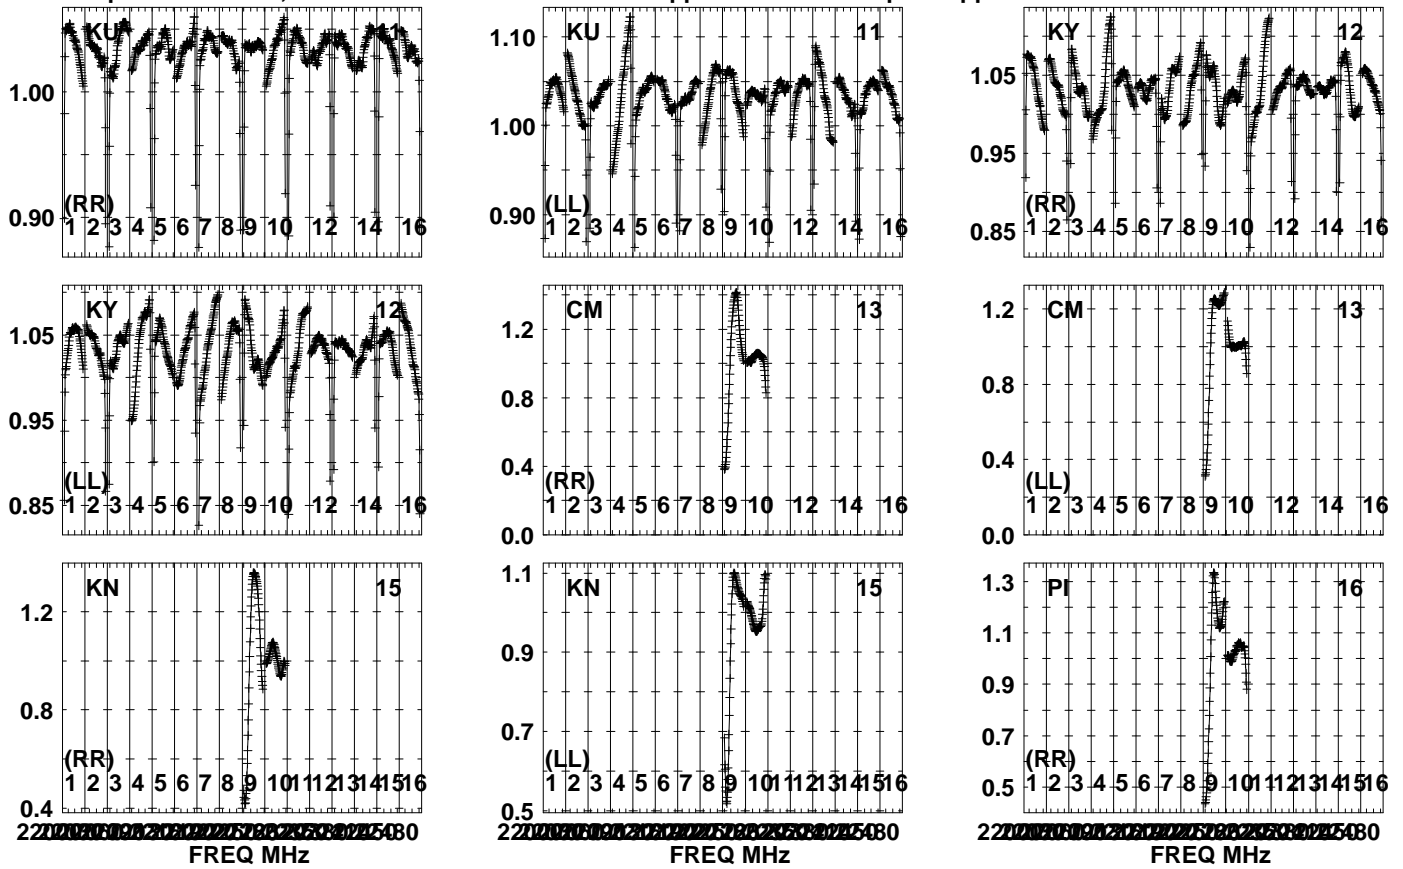 KU 11
1.00
0.90
(RR)
1 2 3 4 5 6 7 8 9 10 12 14 16
KU 11
1.10
1.00
0.90
(LL)
1 2 3 4 5 6 7 8 9 10 12 14 16
KY 12
1.05
0.95
0.85
(RR)
1 2 3 4 5 6 7 8 9 10 12 14 16
KY 12
1.05
0.95
0.85
(LL)
1 2 3 4 5 6 7 8 9 10 12 14 16
CM 13
1.2
0.8
0.4
0.0
(RR)
1 2 3 4 5 6 7 8 9 10 12 14 16
CM 13
1.2
0.8
0.4
0.0
(LL)
1 2 3 4 5 6 7 8 9 10 12 14 16
KN 15
1.2
0.8
0.4
(RR)
1 2 3 4 5 6 7 8 9 10 11 12 13 14 15 16
KN 15
1.1
0.9
0.7
0.5
(LL)
1 2 3 4 5 6 7 8 9 10 11 12 13 14 15 16
PI 16
1.3
1.1
0.9
0.7
0.5
(RR)
1 2 3 4 5 6 7 8 9 10 11 12 13 14 15 16
FREQ MHz
FREQ MHz